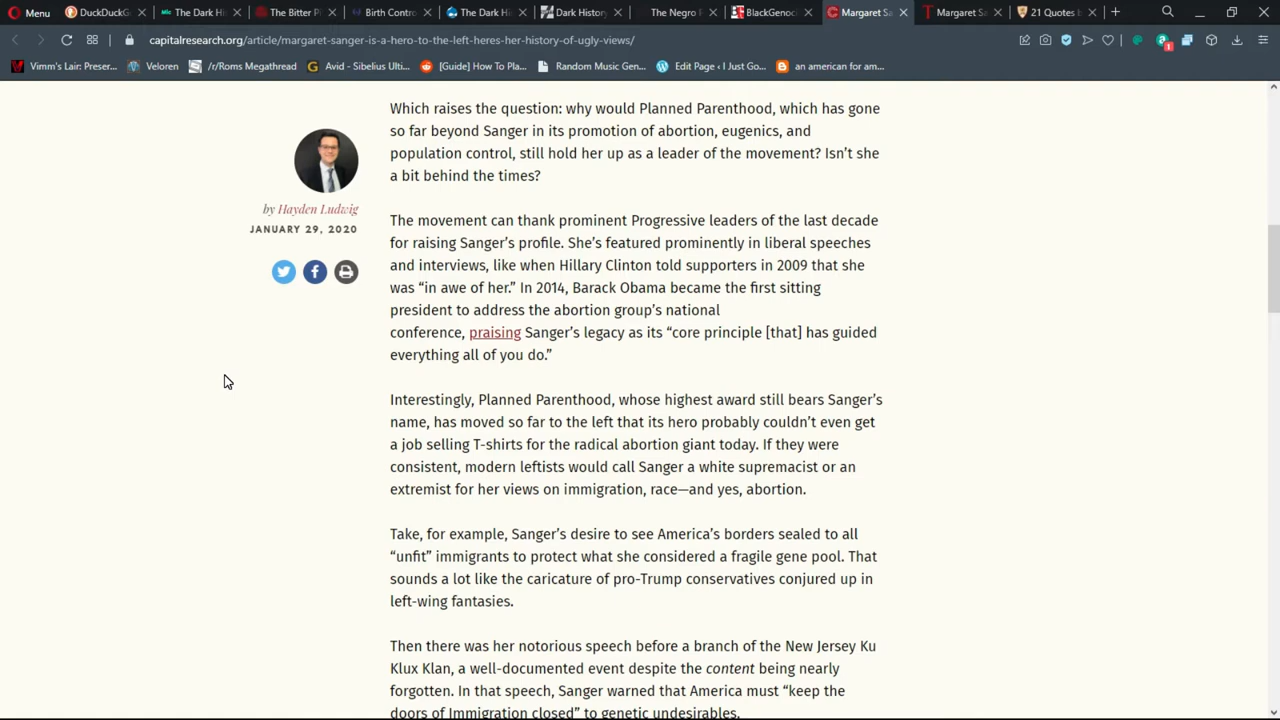 Menu
DuckDuckG
The Dark Hi
The Bitter Pi
Birth Contro
The Dark Hi
Dark History
The Negro P
BlackGenoci
Margaret Sa
Margaret Sa
21 Quotes b
capitalresearch.org/article/margaret-sanger-is-a-hero-to-the-left-heres-her-history-of-ugly-views/
1
Vimm's Lair: Preser...
Veloren
/r/Roms Megathread
Avid - Sibelius Ulti...
[Guide] How To Pla...
Random Music Gen...
Edit Page ‹ I Just Go...
an american for am...
Which raises the question: why would Planned Parenthood, which has gone
so far beyond Sanger in its promotion of abortion, eugenics, and
population control, still hold her up as a leader of the movement? Isn’t she
a bit behind the times?
by Hayden Ludwig
JANUARY 29, 2020
The movement can thank prominent Progressive leaders of the last decade
for raising Sanger’s profile. She’s featured prominently in liberal speeches
and interviews, like when Hillary Clinton told supporters in 2009 that she
was “in awe of her.” In 2014, Barack Obama became the first sitting
president to address the abortion group’s national
conference, praising Sanger’s legacy as its “core principle [that] has guided
everything all of you do.”
Interestingly, Planned Parenthood, whose highest award still bears Sanger’s
name, has moved so far to the left that its hero probably couldn’t even get
a job selling T-shirts for the radical abortion giant today. If they were
consistent, modern leftists would call Sanger a white supremacist or an
extremist for her views on immigration, race—and yes, abortion.
Take, for example, Sanger’s desire to see America’s borders sealed to all
“unfit” immigrants to protect what she considered a fragile gene pool. That
sounds a lot like the caricature of pro-Trump conservatives conjured up in
left-wing fantasies.
Then there was her notorious speech before a branch of the New Jersey Ku
Klux Klan, a well-documented event despite the content being nearly
forgotten. In that speech, Sanger warned that America must “keep the
doors of Immigration closed” to genetic undesirables.